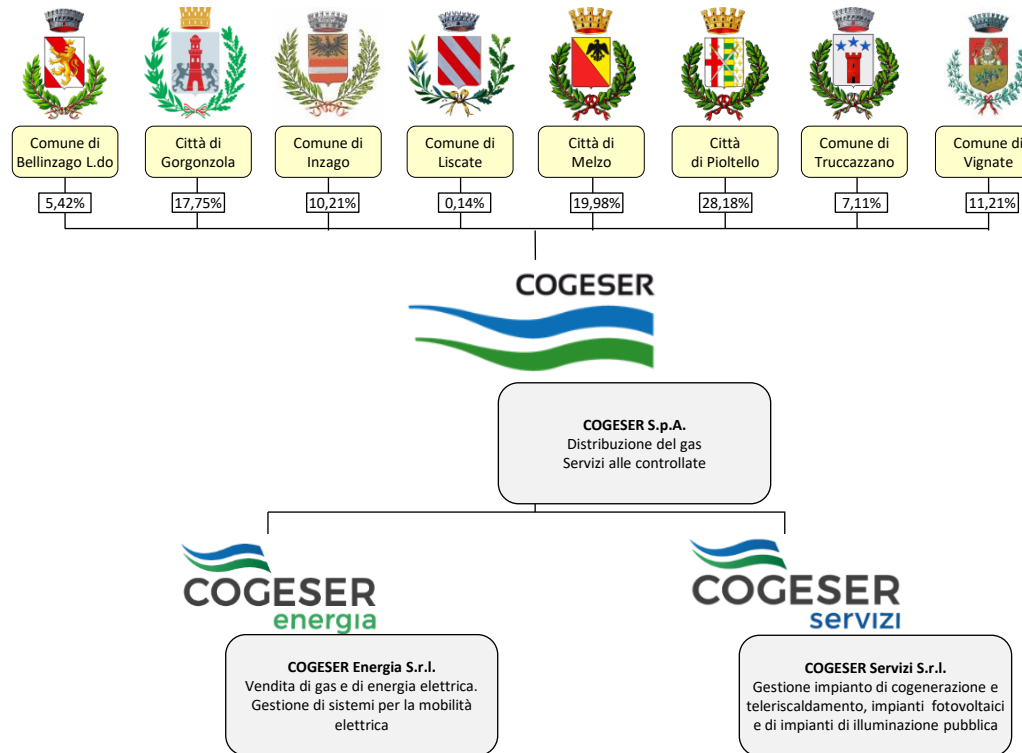 Comune di
Bellinzago L.do
Città di
Gorgonzola
Comune di
Inzago
Comune di
Liscate
Città di
Melzo
Città
di Pioltello
Comune di
Truccazzano
Comune di
Vignate
5,42%
17,75%
10,21%
0,14%
19,98%
28,18%
7,11%
11,21%
COGESER
COGESER S.p.A.
Distribuzione del gas
Servizi alle controllate
COGESER
energia
COGESER
servizi
COGESER Energia S.r.l.
Vendita di gas e di energia elettrica.
Gestione di sistemi per la mobilità
elettrica
COGESER Servizi S.r.l.
Gestione impianto di cogenerazione e
teleriscaldamento, impianti fotovoltaici
e di impianti di illuminazione pubblica